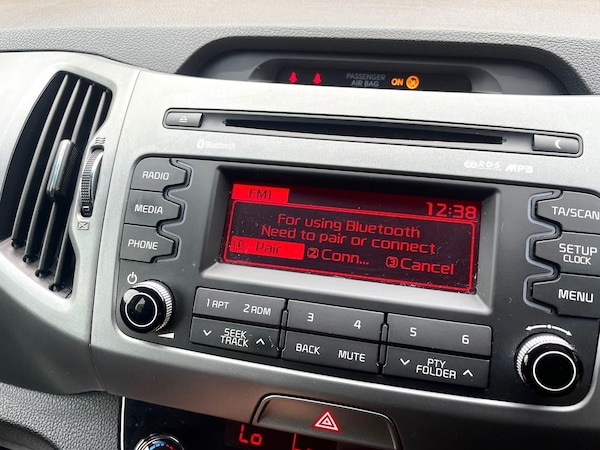 PASSENGER
AIR BAG
ON
Bluetooth
R·D·S
MP3
RADIO
MEDIA
PHONE
FM1
12:38
For using Bluetooth
Need to pair or connect
1 Pair
2 Conn...
3 Cancel
TA/SCAN
SETUP
CLOCK
MENU
1 RPT
2 RDM
3
4
5
6
SEEK
TRACK
BACK
MUTE
PTY
FOLDER
Lo